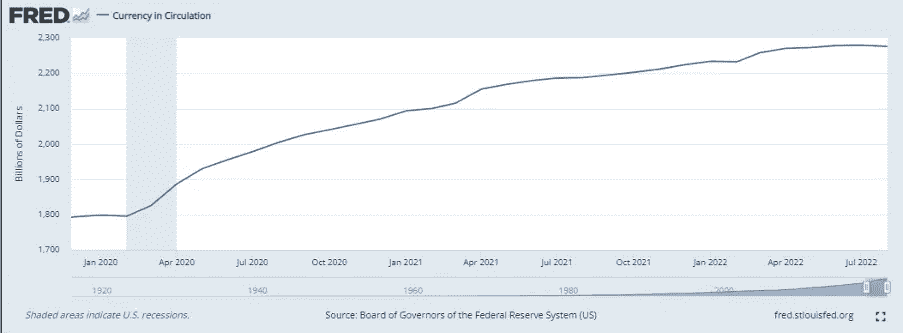 FRED — Currency in Circulation
2,300
2,200
2,100
2,000
1,900
1,800
1,700
Billions of Dollars
Jan 2020 Apr 2020 Jul 2020 Oct 2020 Jan 2021 Apr 2021 Jul 2021 Oct 2021 Jan 2022 Apr 2022 Jul 2022
1920 1940 1960 1980 2000
Shaded areas indicate U.S. recessions. Source: Board of Governors of the Federal Reserve System (US) fred.stlouisfed.org